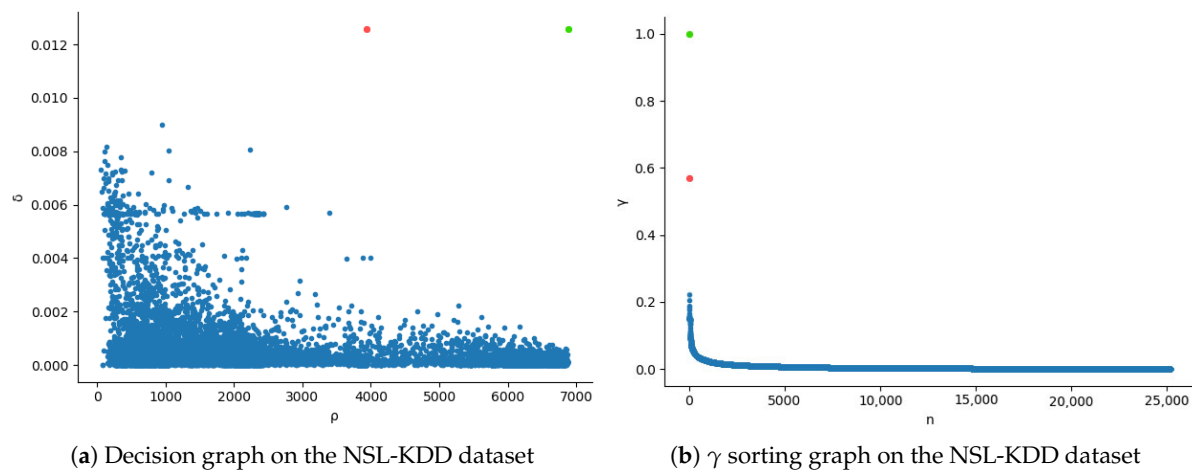 0.012
0.010
0.008
0.006
0.004
0.002
0.000
δ
0 1000 2000 3000 4000 5000 6000 7000
ρ
1.0
0.8
0.6
0.4
0.2
0.0
γ
0 5000 10,000 15,000 20,000 25,000
n
(a) Decision graph on the NSL-KDD dataset
(b) γ sorting graph on the NSL-KDD dataset